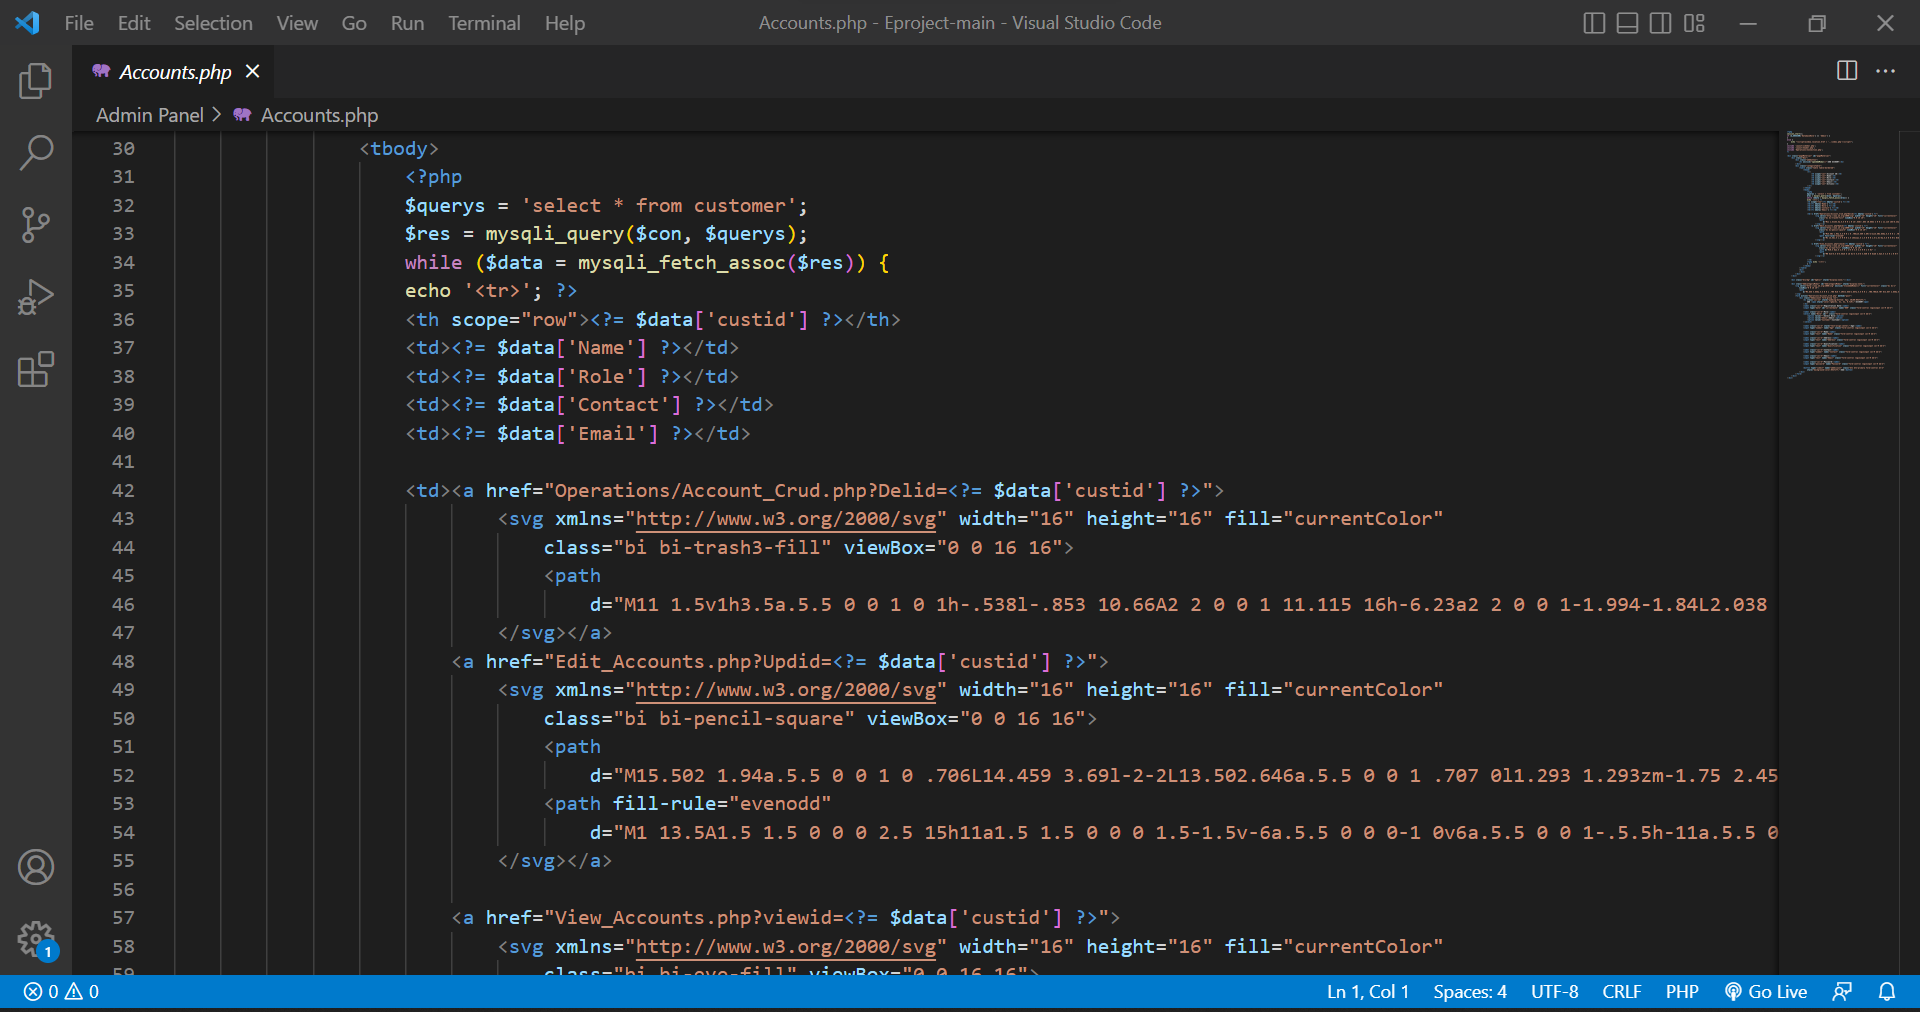 File Edit Selection View Go Run Terminal Help Accounts.php - Eproject-main - Visual Studio Code
Accounts.php
Admin Panel > Accounts.php
30 <tbody>
31 <?php
32 $querys = 'select * from customer';
33 $res = mysqli_query($con, $querys);
34 while ($data = mysqli_fetch_assoc($res)) {
35 echo '<tr>'; ?>
36 <th scope="row"><?= $data['custid'] ?></th>
37 <td><?= $data['Name'] ?></td>
38 <td><?= $data['Role'] ?></td>
39 <td><?= $data['Contact'] ?></td>
40 <td><?= $data['Email'] ?></td>
41
42 <td><a href="Operations/Account_Crud.php?Delid=<?= $data['custid'] ?>">
43 <svg xmlns="http://www.w3.org/2000/svg" width="16" height="16" fill="currentColor"
44 class="bi bi-trash3-fill" viewBox="0 0 16 16">
45 <path
46 d="M11 1.5v1h3.5a.5.5 0 0 1 0 1h-.538l-.853 10.66A2 2 0 0 1 11.115 16h-6.23a2 2 0 0 1-1.994-1.84L2.038
47 </svg></a>
48 <a href="Edit_Accounts.php?Updid=<?= $data['custid'] ?>">
49 <svg xmlns="http://www.w3.org/2000/svg" width="16" height="16" fill="currentColor"
50 class="bi bi-pencil-square" viewBox="0 0 16 16">
51 <path
52 d="M15.502 1.94a.5.5 0 0 1 0 .706L14.459 3.69l-2-2L13.502.646a.5.5 0 0 1 .707 0l1.293 1.293zm-1.75 2.45
53 <path fill-rule="evenodd"
54 d="M1 13.5A1.5 1.5 0 0 0 2.5 15h11a1.5 1.5 0 0 0 1.5-1.5v-6a.5.5 0 0 0-1 0v6a.5.5 0 0 1-.5.5h-11a.5.5 0
55 </svg></a>
56
57 <a href="View_Accounts.php?viewid=<?= $data['custid'] ?>">
58 <svg xmlns="http://www.w3.org/2000/svg" width="16" height="16" fill="currentColor"
59 class="bi bi-eye-fill" viewBox="0 0 16 16">
1
0 0 Ln 1, Col 1 Spaces: 4 UTF-8 CRLF PHP Go Live